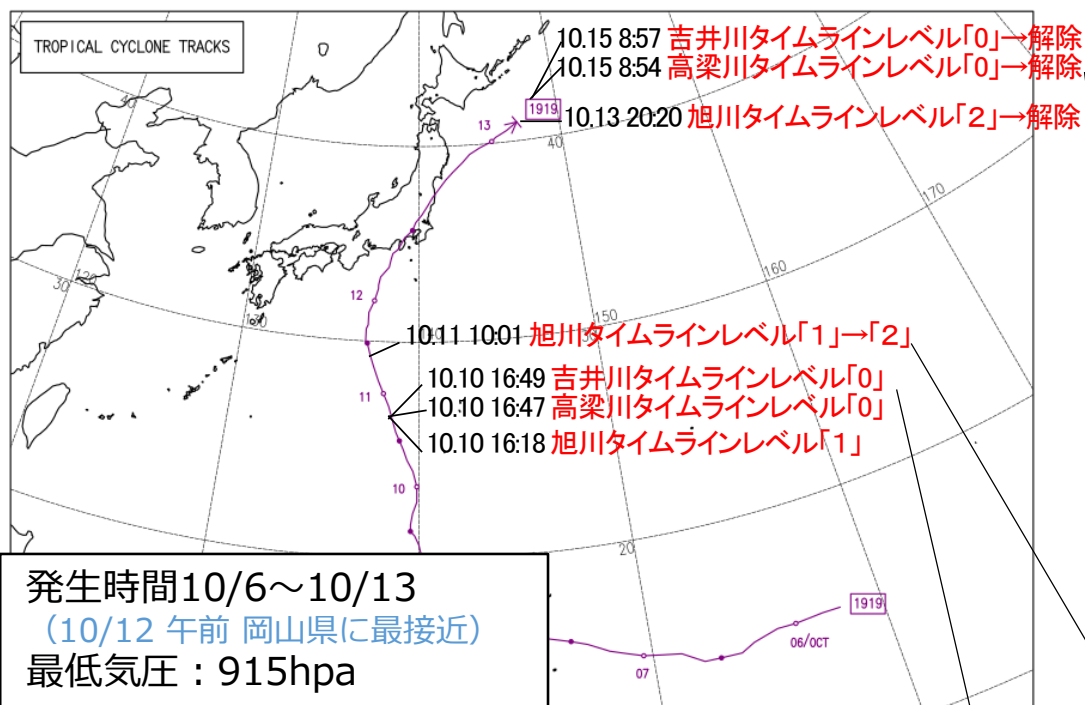 TROPICAL CYCLONE TRACKS
10.15 8:57 吉井川タイムラインレベル「0」→解除
10.15 8:54 高梁川タイムラインレベル「0」→解除
1919
10.13 20:20 旭川タイムラインレベル「2」→解除
13
40
40
170
160
30
120
130
12
150
10.11 10:01 旭川タイムラインレベル「1」→「2」
30
10.10 16:49 吉井川タイムラインレベル「0」
11
10.10 16:47 高梁川タイムラインレベル「0」
10.10 16:18 旭川タイムラインレベル「1」
10
20
発生時間10/6～10/13
（10/12 午前 岡山県に最接近）
最低気圧：915hpa
1919
06/OCT
07